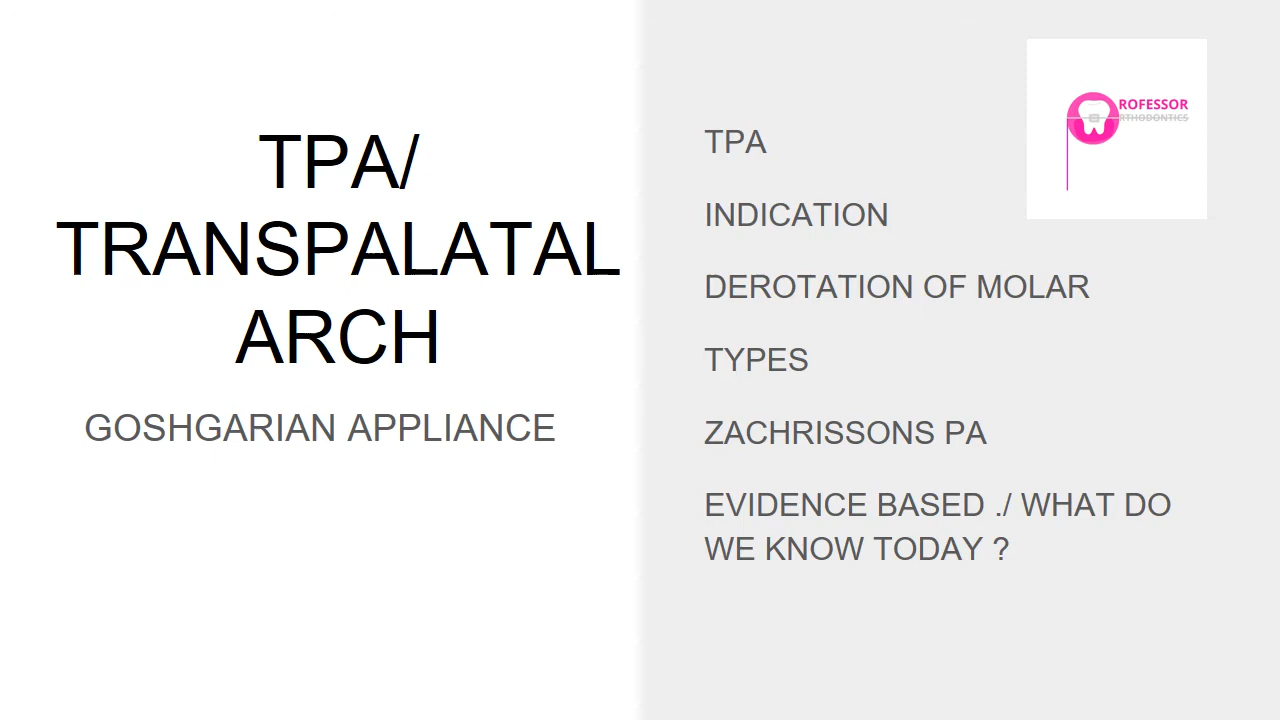 TPA/
TRANSPALATAL
ARCH
GOSHGARIAN APPLIANCE
ROFESSOR
RTHODONTICS
TPA
INDICATION
DEROTATION OF MOLAR
TYPES
ZACHRISSONS PA
EVIDENCE BASED ./ WHAT DO
WE KNOW TODAY ?